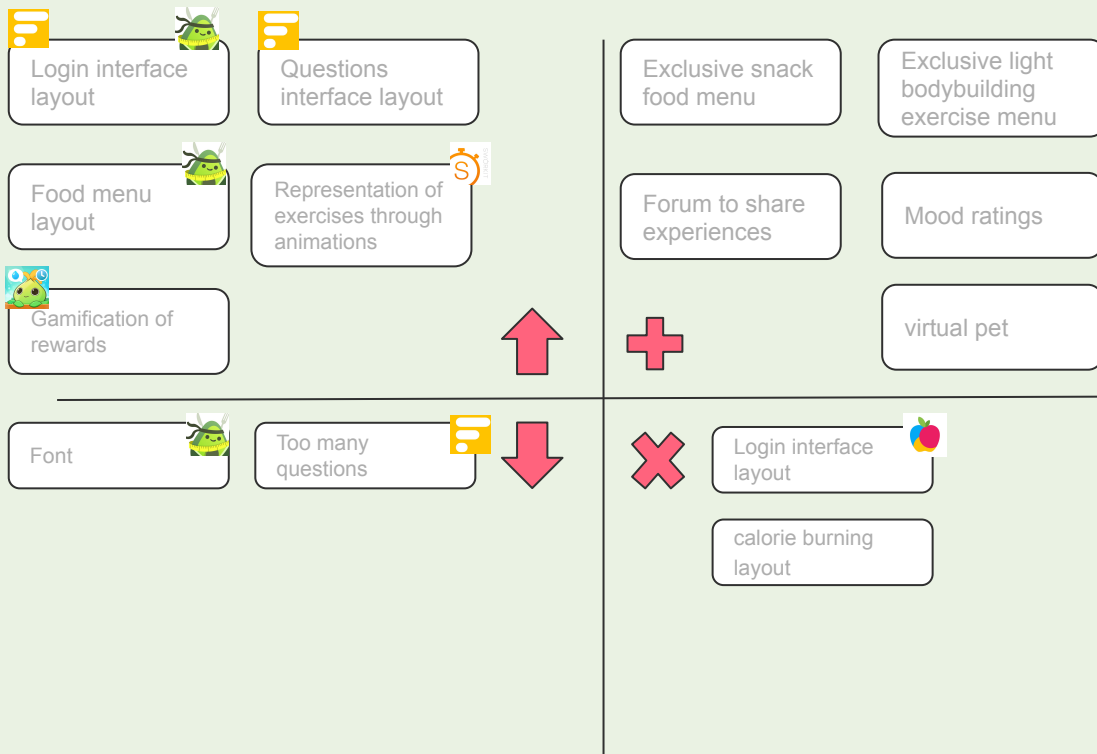 Login interface
layout
Questions
interface layout
Food menu
layout
Representation of
exercises through
animations
S
Gamification of
rewards
Exclusive snack
food menu
Exclusive light
bodybuilding
exercise menu
Forum to share
experiences
Mood ratings
virtual pet
Font
Too many
questions
Login interface
layout
calorie burning
layout